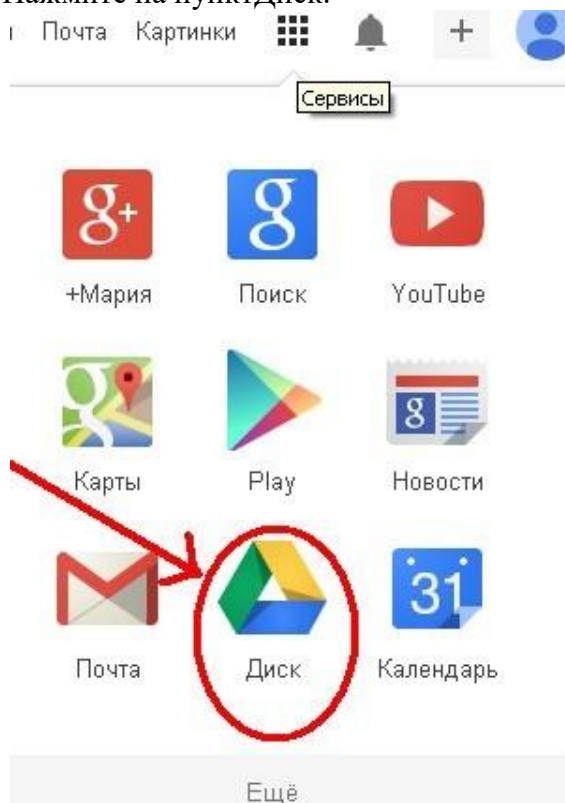 Нажмите на пунктДиск.
Почта Картинки
Сервисы
+Мария Поиск YouTube
Карты Play Новости
31
Почта Диск Календарь
Ещё